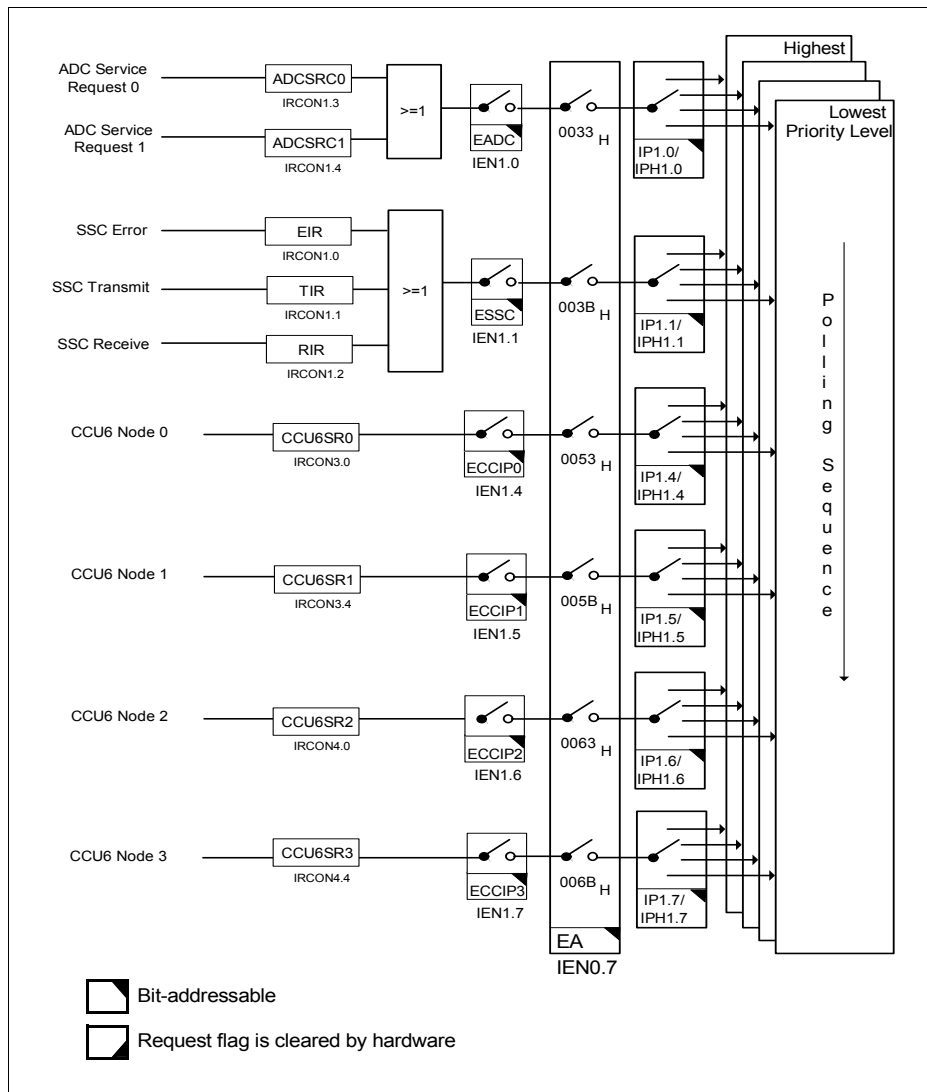 Highest
Lowest
Priority Level
ADC Service
Request 0
ADCSRC0
IRCON1.3
ADC Service
Request 1
ADCSRC1
IRCON1.4
>=1
EADC
IEN1.0
0033 H
IP1.0/
IPH1.0
SSC Error
EIR
IRCON1.0
SSC Transmit
TIR
IRCON1.1
SSC Receive
RIR
IRCON1.2
>=1
ESSC
IEN1.1
003B H
IP1.1/
IPH1.1
CCU6 Node 0
CCU6SR0
IRCON3.0
ECCIP0
IEN1.4
0053 H
IP1.4/
IPH1.4
CCU6 Node 1
CCU6SR1
IRCON3.4
ECCIP1
IEN1.5
005B H
IP1.5/
IPH1.5
CCU6 Node 2
CCU6SR2
IRCON4.0
ECCIP2
IEN1.6
0063 H
IP1.6/
IPH1.6
CCU6 Node 3
CCU6SR3
IRCON4.4
ECCIP3
IEN1.7
006B H
IP1.7/
IPH1.7
EA
IEN0.7
Polling Sequence
Bit-addressable
Request flag is cleared by hardware